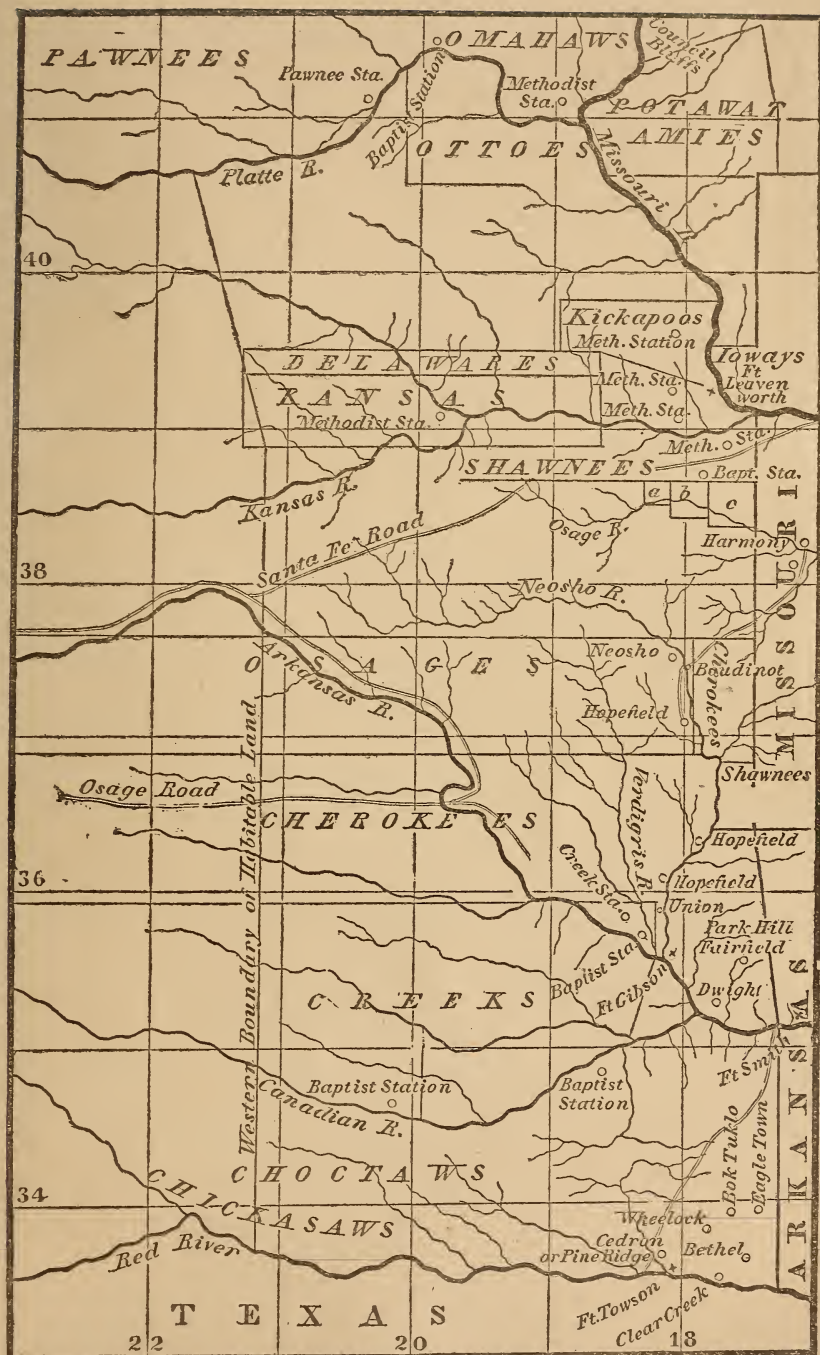 PAWNEES
OMAHAWS
Council Bluffs
Pawnee Sta.
Baptist Station
Methodist Sta.
POTAWAT
AMIES
OTTOES
Missouri R.
Platte R.
40
Kickapoos
Meth. Station
Ioways
Ft Leaven
worth
DELAWARES
Meth. Sta.
KANSAS
Methodist Sta.
Meth. Sta.
Meth. Sta.
SHAWNEES
Bapt. Sta.
Kansas R.
a
b
c
Osage R.
Harmony
Santa Fe Road
38
Neosho R.
MISSOURI
OSAGES
Neosho
Boudinot
Cherokees
Arkansas R.
Hopefield
Western Boundary of Habitable Land
Shawnees
Osage Road
CHEROKEES
Verdigris R.
Hopefield
36
Creek Sta.
Hopefield
Union
Park Hill
Fairfield
Baptist Sta.
Ft Gibson
Dwight
CREEKS
Ft Smith
Baptist Station
Baptist
Station
Canadian R.
ARKANSAS
CHOCTAWS
Eok Tuklo
Eagle Town
34
CHICKASAWS
Wheelock
Cedron
or Pine Ridge
Bethel
Red River
Ft. Towson
Clear Creek
TEXAS
22
20
18